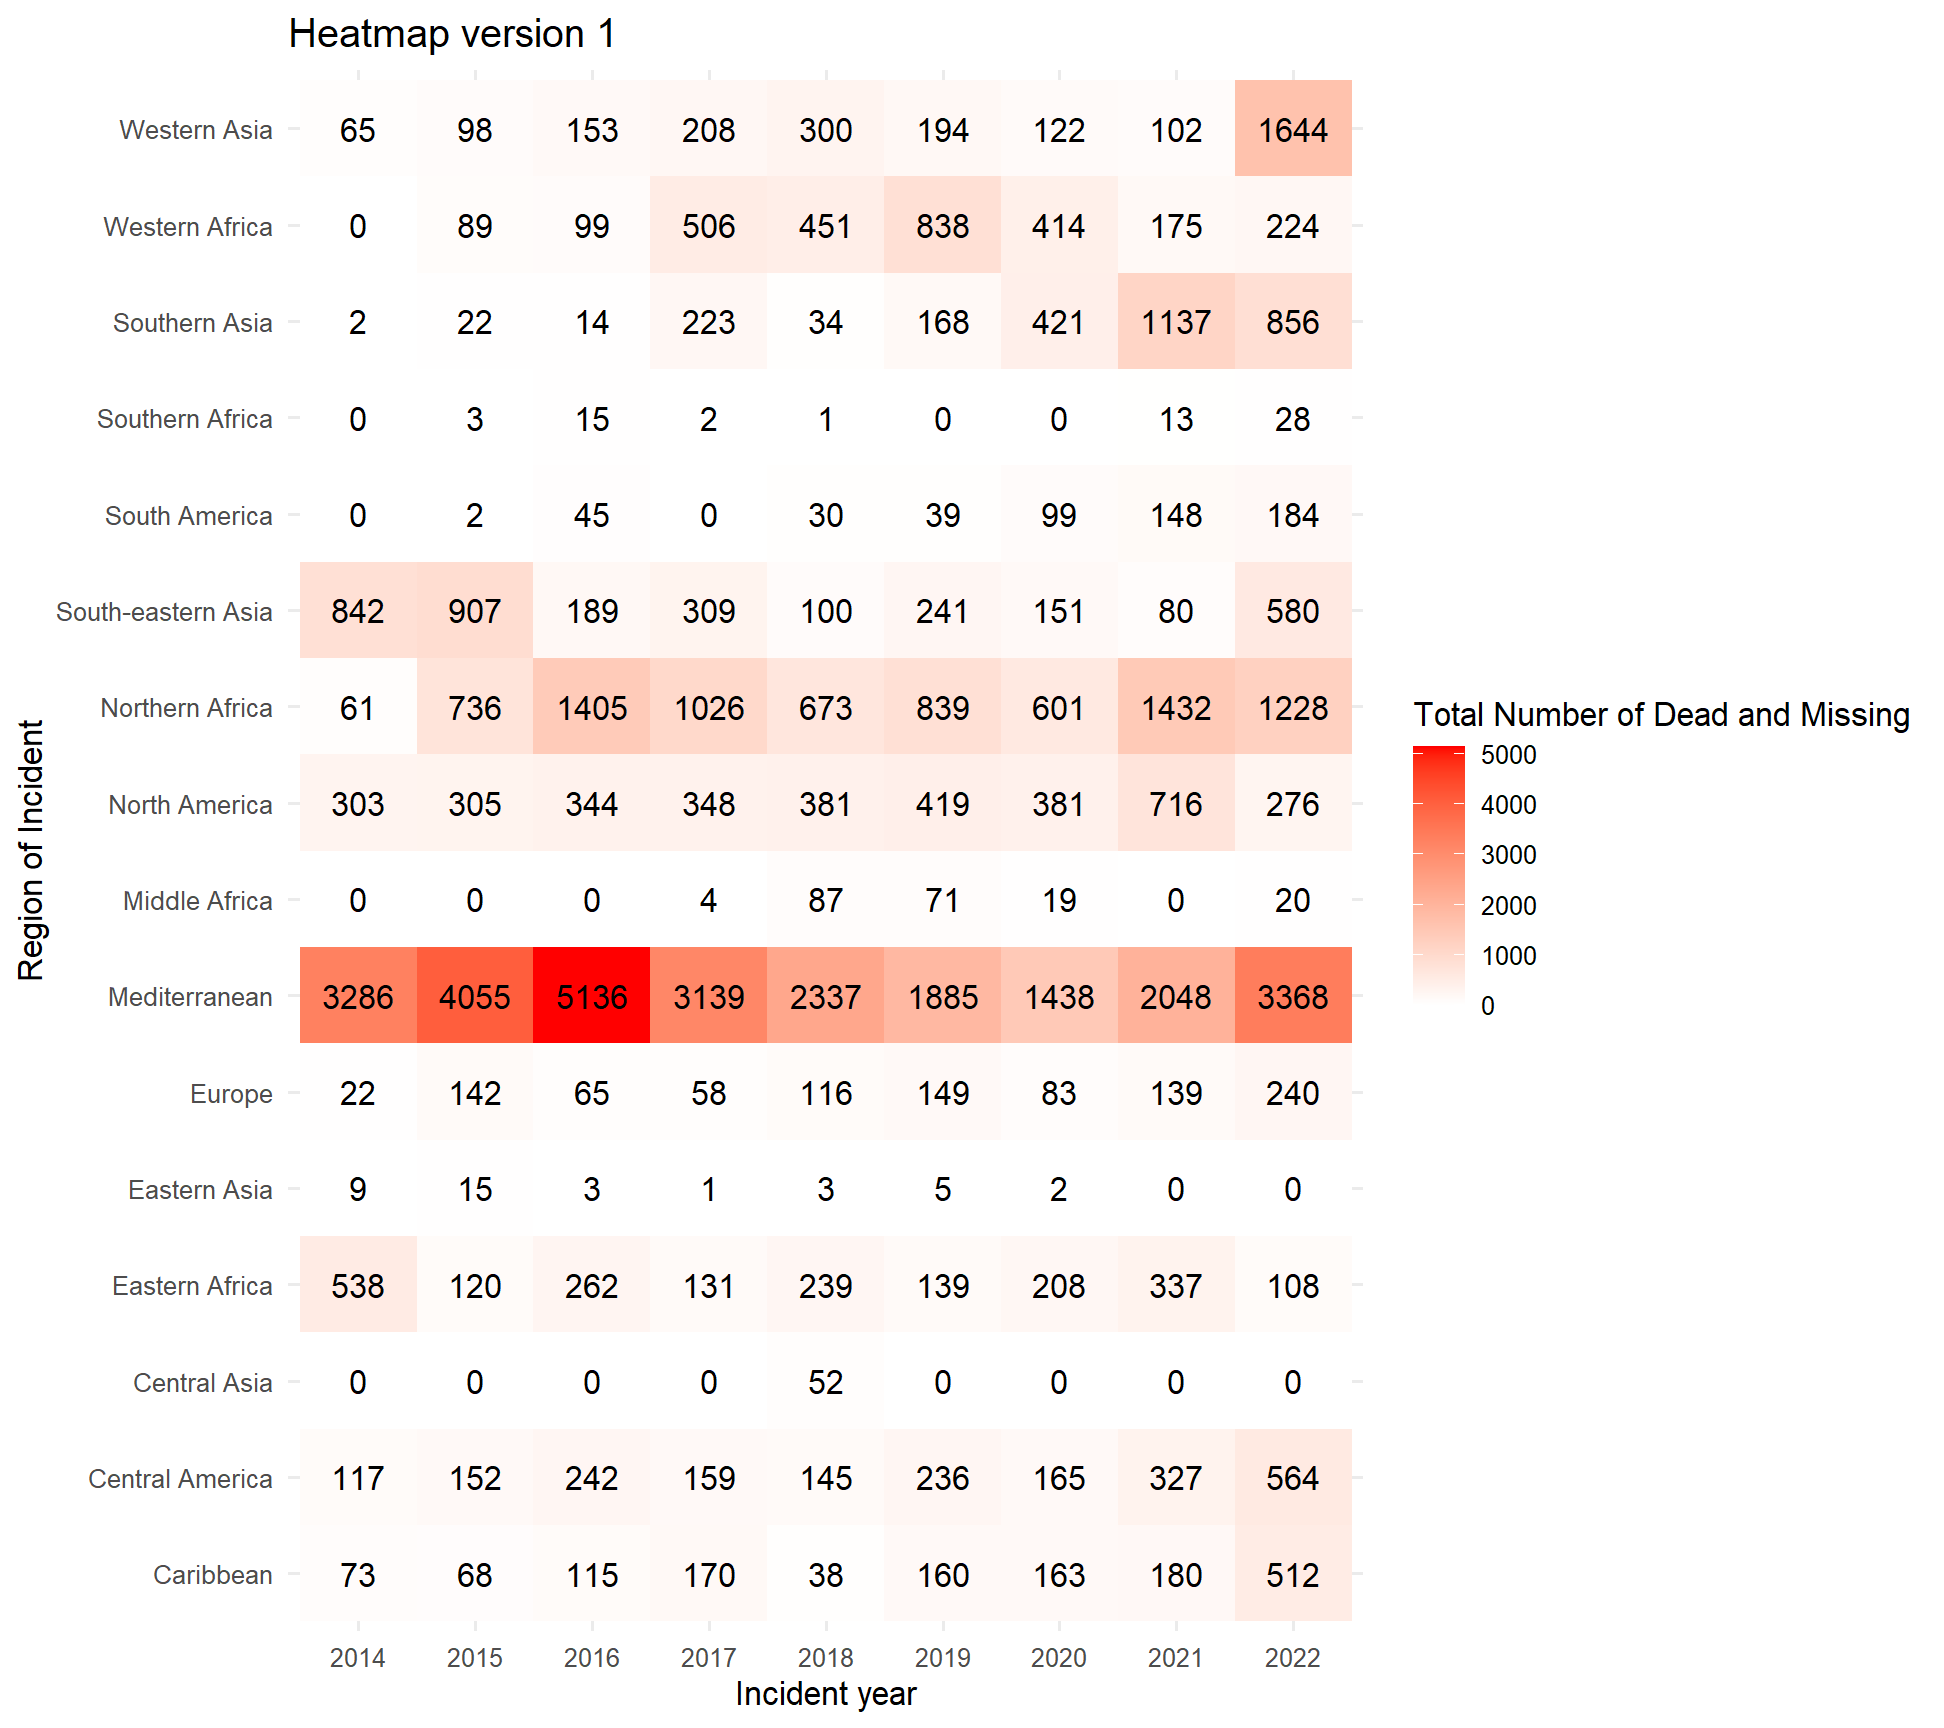 Heatmap version 1
Western Asia 65 98 153 208 300 194 122 102 1644
Western Africa 0 89 99 506 451 838 414 175 224
Southern Asia 2 22 14 223 34 168 421 1137 856
Southern Africa 0 3 15 2 1 0 0 13 28
South America 0 2 45 0 30 39 99 148 184
South-eastern Asia 842 907 189 309 100 241 151 80 580
Northern Africa 61 736 1405 1026 673 839 601 1432 1228
North America 303 305 344 348 381 419 381 716 276
Middle Africa 0 0 0 4 87 71 19 0 20
Mediterranean 3286 4055 5136 3139 2337 1885 1438 2048 3368
Europe 22 142 65 58 116 149 83 139 240
Eastern Asia 9 15 3 1 3 5 2 0 0
Eastern Africa 538 120 262 131 239 139 208 337 108
Central Asia 0 0 0 0 52 0 0 0 0
Central America 117 152 242 159 145 236 165 327 564
Caribbean 73 68 115 170 38 160 163 180 512
2014 2015 2016 2017 2018 2019 2020 2021 2022
Incident year
Region of Incident
Total Number of Dead and Missing
5000
4000
3000
2000
1000
0